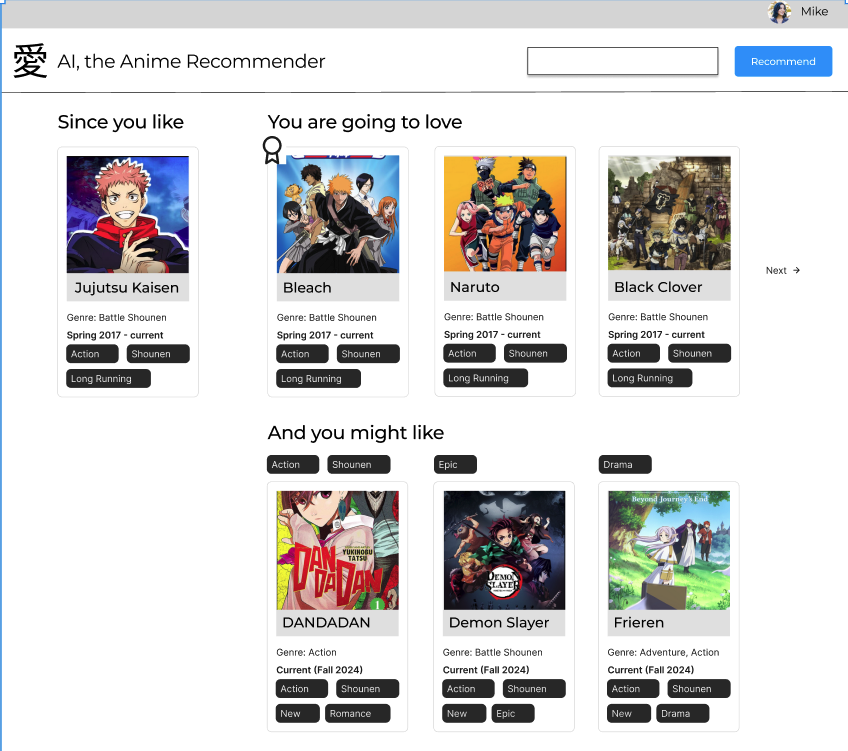 Mike
愛 AI, the Anime Recommender
Recommend
Since you like
You are going to love
Jujutsu Kaisen
Genre: Battle Shounen
Spring 2017 - current
Action Shounen
Long Running
Bleach
Genre: Battle Shounen
Spring 2017 - current
Action Shounen
Long Running
Naruto
Genre: Battle Shounen
Spring 2017 - current
Action Shounen
Long Running
Black Clover
Genre: Battle Shounen
Spring 2017 - current
Action Shounen
Long Running
Next →
And you might like
Action Shounen
Epic
Drama
YUKINOBU
TATSU
DAN
DA
DAN
1
DANDADAN
Genre: Action
Current (Fall 2024)
Action Shounen
New Romance
DEMON
SLAYER
Demon Slayer
Genre: Battle Shounen
Current (Fall 2024)
Action Shounen
New Epic
Beyond Journey's End
Frieren
Genre: Adventure, Action
Current (Fall 2024)
Action Shounen
New Drama